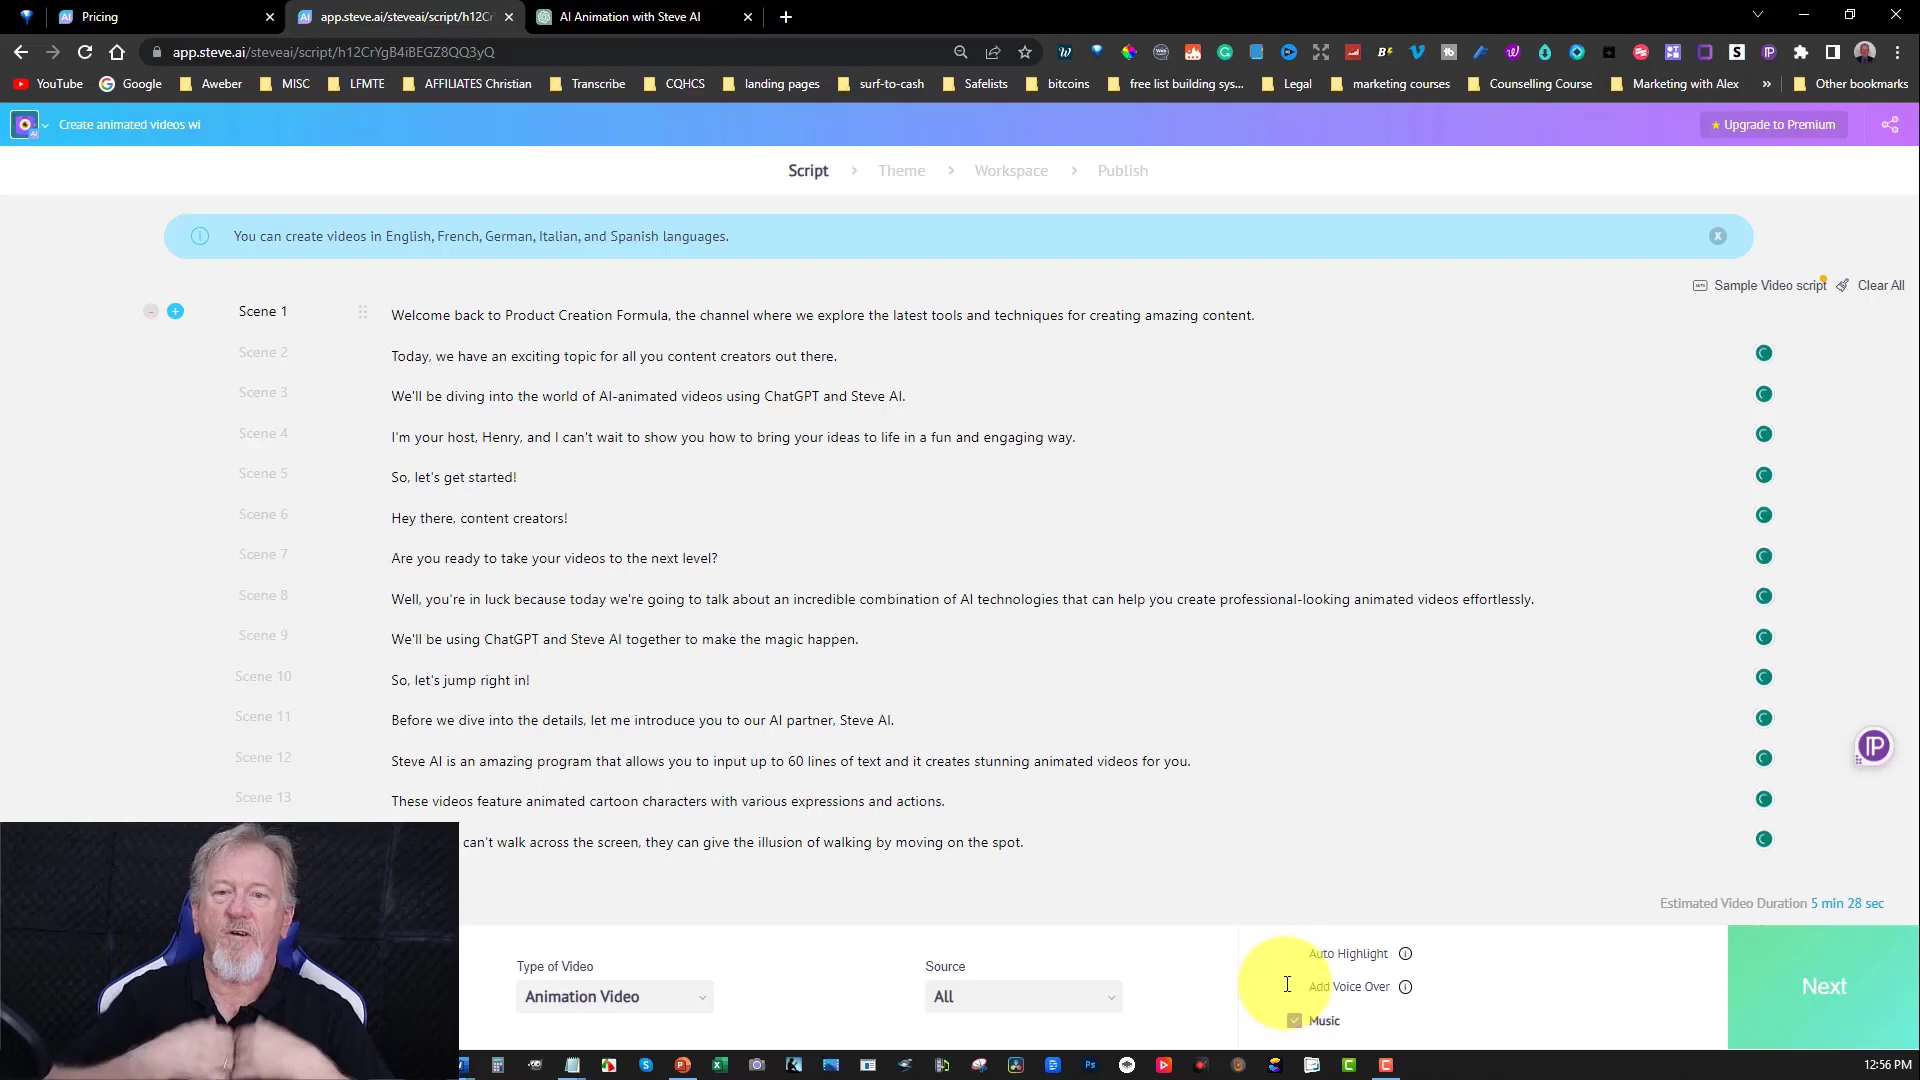 Pricing
app.steve.ai/steveai/script/h12Cr
AI Animation with Steve AI
app.steve.ai/steveai/script/h12CrYgB4iBEGZ8QQ3yQ
YouTube
Google
Aweber
MISC
LFMTE
AFFILIATES Christian
Transcribe
CQHCS
landing pages
surf-to-cash
Safelists
bitcoins
free list building sys...
Legal
marketing courses
Counselling Course
Marketing with Alex
»
Other bookmarks
Create animated videos wi
Upgrade to Premium
Script > Theme > Workspace > Publish
You can create videos in English, French, German, Italian, and Spanish languages.
Sample Video script
Clear All
Scene 1 Welcome back to Product Creation Formula, the channel where we explore the latest tools and techniques for creating amazing content.
Scene 2 Today, we have an exciting topic for all you content creators out there.
Scene 3 We'll be diving into the world of AI-animated videos using ChatGPT and Steve AI.
Scene 4 I'm your host, Henry, and I can't wait to show you how to bring your ideas to life in a fun and engaging way.
Scene 5 So, let's get started!
Scene 6 Hey there, content creators!
Scene 7 Are you ready to take your videos to the next level?
Scene 8 Well, you're in luck because today we're going to talk about an incredible combination of AI technologies that can help you create professional-looking animated videos effortlessly.
Scene 9 We'll be using ChatGPT and Steve AI together to make the magic happen.
Scene 10 So, let's jump right in!
Scene 11 Before we dive into the details, let me introduce you to our AI partner, Steve AI.
Scene 12 Steve AI is an amazing program that allows you to input up to 60 lines of text and it creates stunning animated videos for you.
Scene 13 These videos feature animated cartoon characters with various expressions and actions.
can't walk across the screen, they can give the illusion of walking by moving on the spot.
Estimated Video Duration 5 min 28 sec
Type of Video
Animation Video
Source
All
Auto Highlight
Add Voice Over
Music
Next
12:56 PM